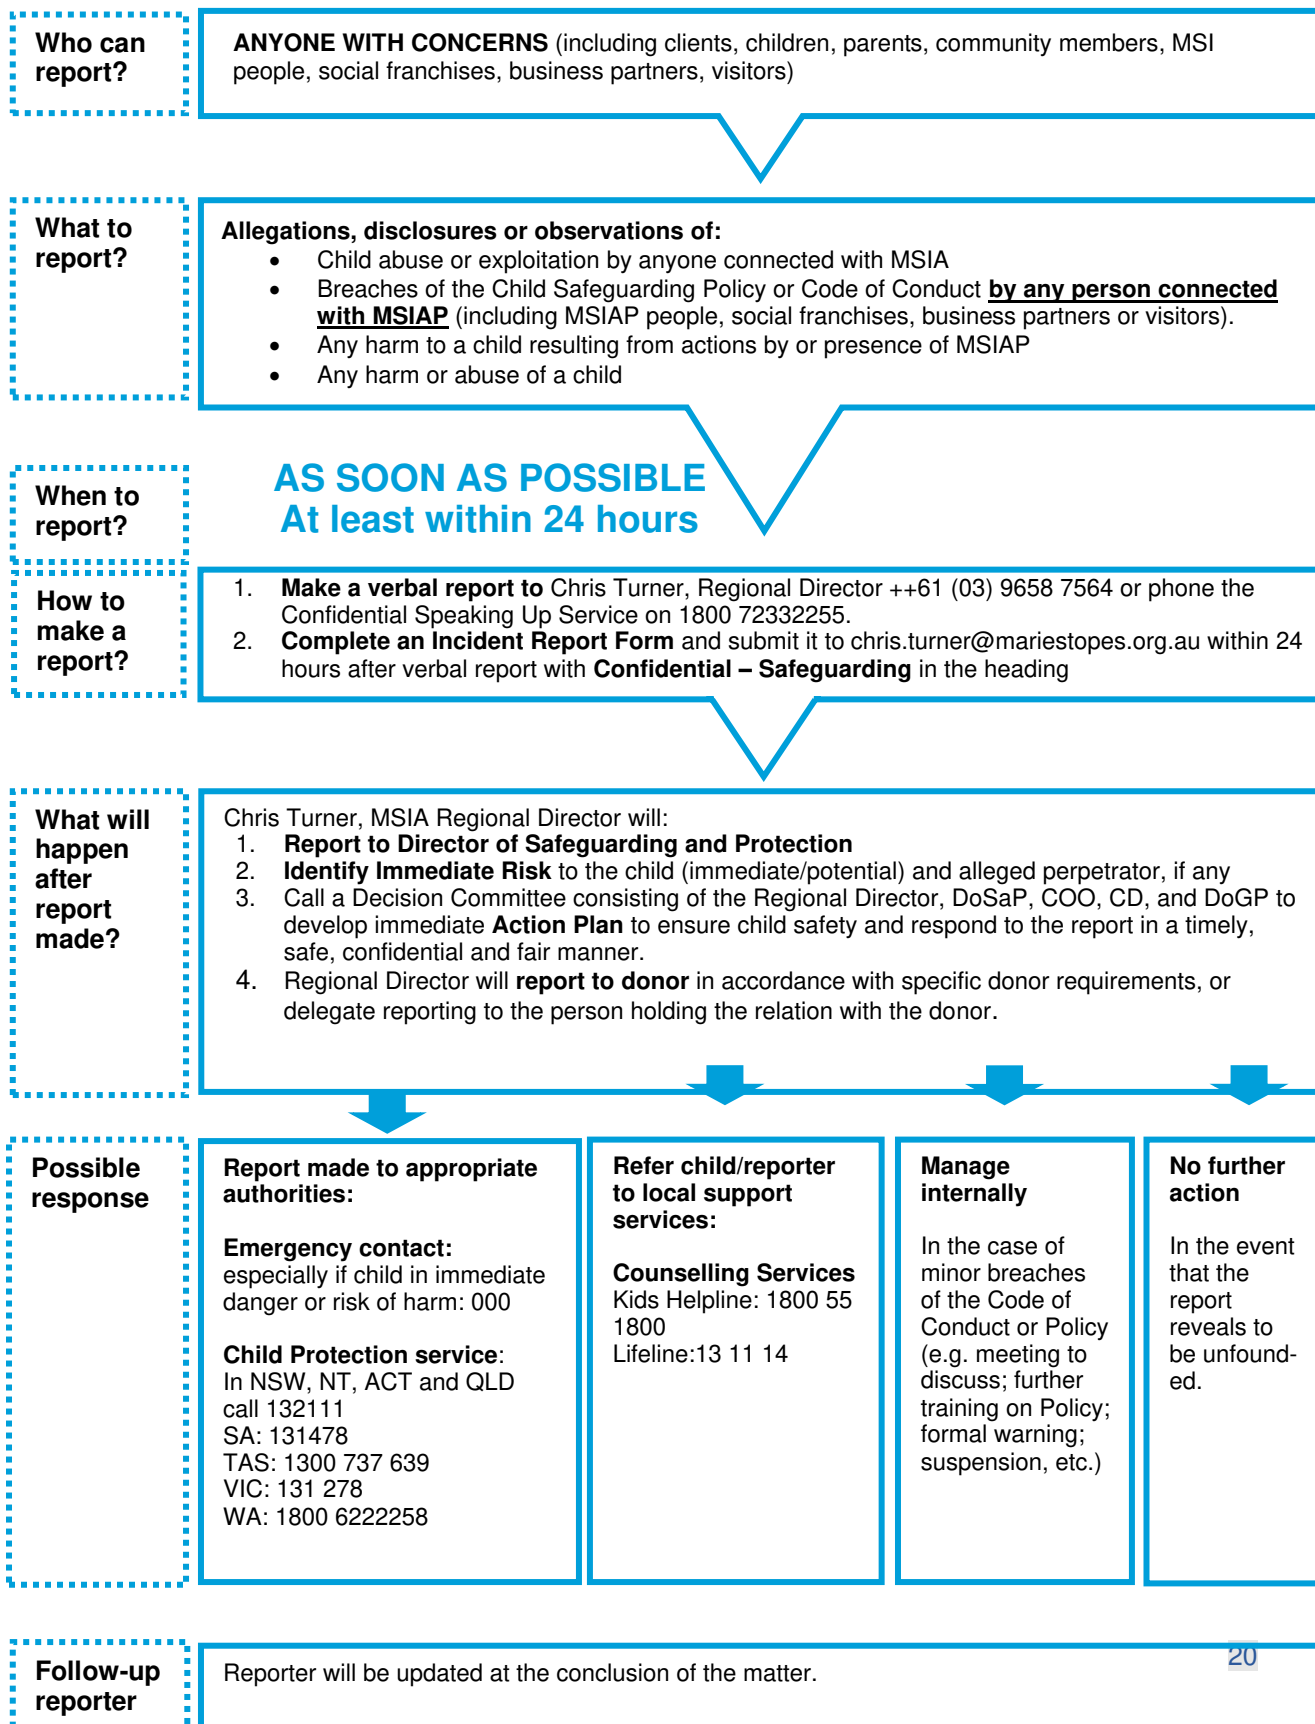 Who can
report?
ANYONE WITH CONCERNS (including clients, children, parents, community members, MSI
people, social franchises, business partners, visitors)
What to
report?
Allegations, disclosures or observations of:
• Child abuse or exploitation by anyone connected with MSIA
• Breaches of the Child Safeguarding Policy or Code of Conduct by any person connected
with MSIAP (including MSIAP people, social franchises, business partners or visitors).
• Any harm to a child resulting from actions by or presence of MSIAP
• Any harm or abuse of a child
When to
report?
AS SOON AS POSSIBLE
At least within 24 hours
How to
make a
report?
1. Make a verbal report to Chris Turner, Regional Director ++61 (03) 9658 7564 or phone the
Confidential Speaking Up Service on 1800 72332255.
2. Complete an Incident Report Form and submit it to chris.turner@mariestopes.org.au within 24
hours after verbal report with Confidential – Safeguarding in the heading
What will
happen
after
report
made?
Chris Turner, MSIA Regional Director will:
1. Report to Director of Safeguarding and Protection
2. Identify Immediate Risk to the child (immediate/potential) and alleged perpetrator, if any
3. Call a Decision Committee consisting of the Regional Director, DoSaP, COO, CD, and DoGP to
develop immediate Action Plan to ensure child safety and respond to the report in a timely,
safe, confidential and fair manner.
4. Regional Director will report to donor in accordance with specific donor requirements, or
delegate reporting to the person holding the relation with the donor.
Possible
response
Report made to appropriate
authorities:
Emergency contact:
especially if child in immediate
danger or risk of harm: 000
Child Protection service:
In NSW, NT, ACT and QLD
call 132111
SA: 131478
TAS: 1300 737 639
VIC: 131 278
WA: 1800 6222258
Refer child/reporter
to local support
services:
Counselling Services
Kids Helpline: 1800 55
1800
Lifeline:13 11 14
Manage
internally
In the case of
minor breaches
of the Code of
Conduct or Policy
(e.g. meeting to
discuss; further
training on Policy;
formal warning;
suspension, etc.)
No further
action
In the event
that the
report
reveals to
be unfound-
ed.
Follow-up
reporter
Reporter will be updated at the conclusion of the matter.
20